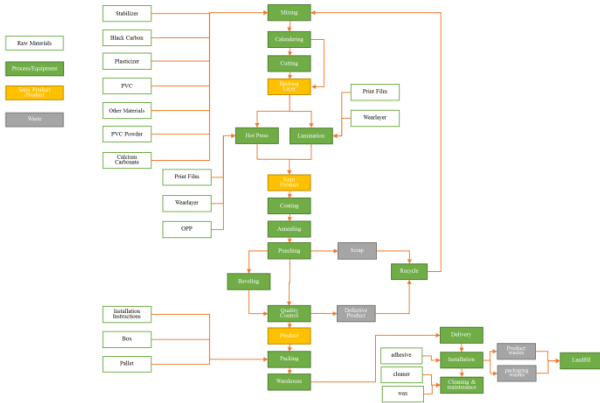 Stabilizer
Mixing
Raw Materials
Black Carbon
Calendering
Process/Equipment
Plasticizer
Cutting
Semi Product
Product
PVC
Backing
Layer
Print Film
Waste
Other Materials
Wearlayer
PVC Powder
Hot Press
Lamination
Calcium
Carbonate
Print Film
Semi
Product
Wearlayer
Coating
OPP
Annealing
Punching
Scrap
Recycle
Beveling
Installation
Instructions
Quality
Control
Defective
Product
Box
Product
Delivery
Pallet
Packing
adhesive
Installation
Product
wastes
Landfill
Warehouse
cleaner
Cleaning &
maintenance
packaging
wastes
wax